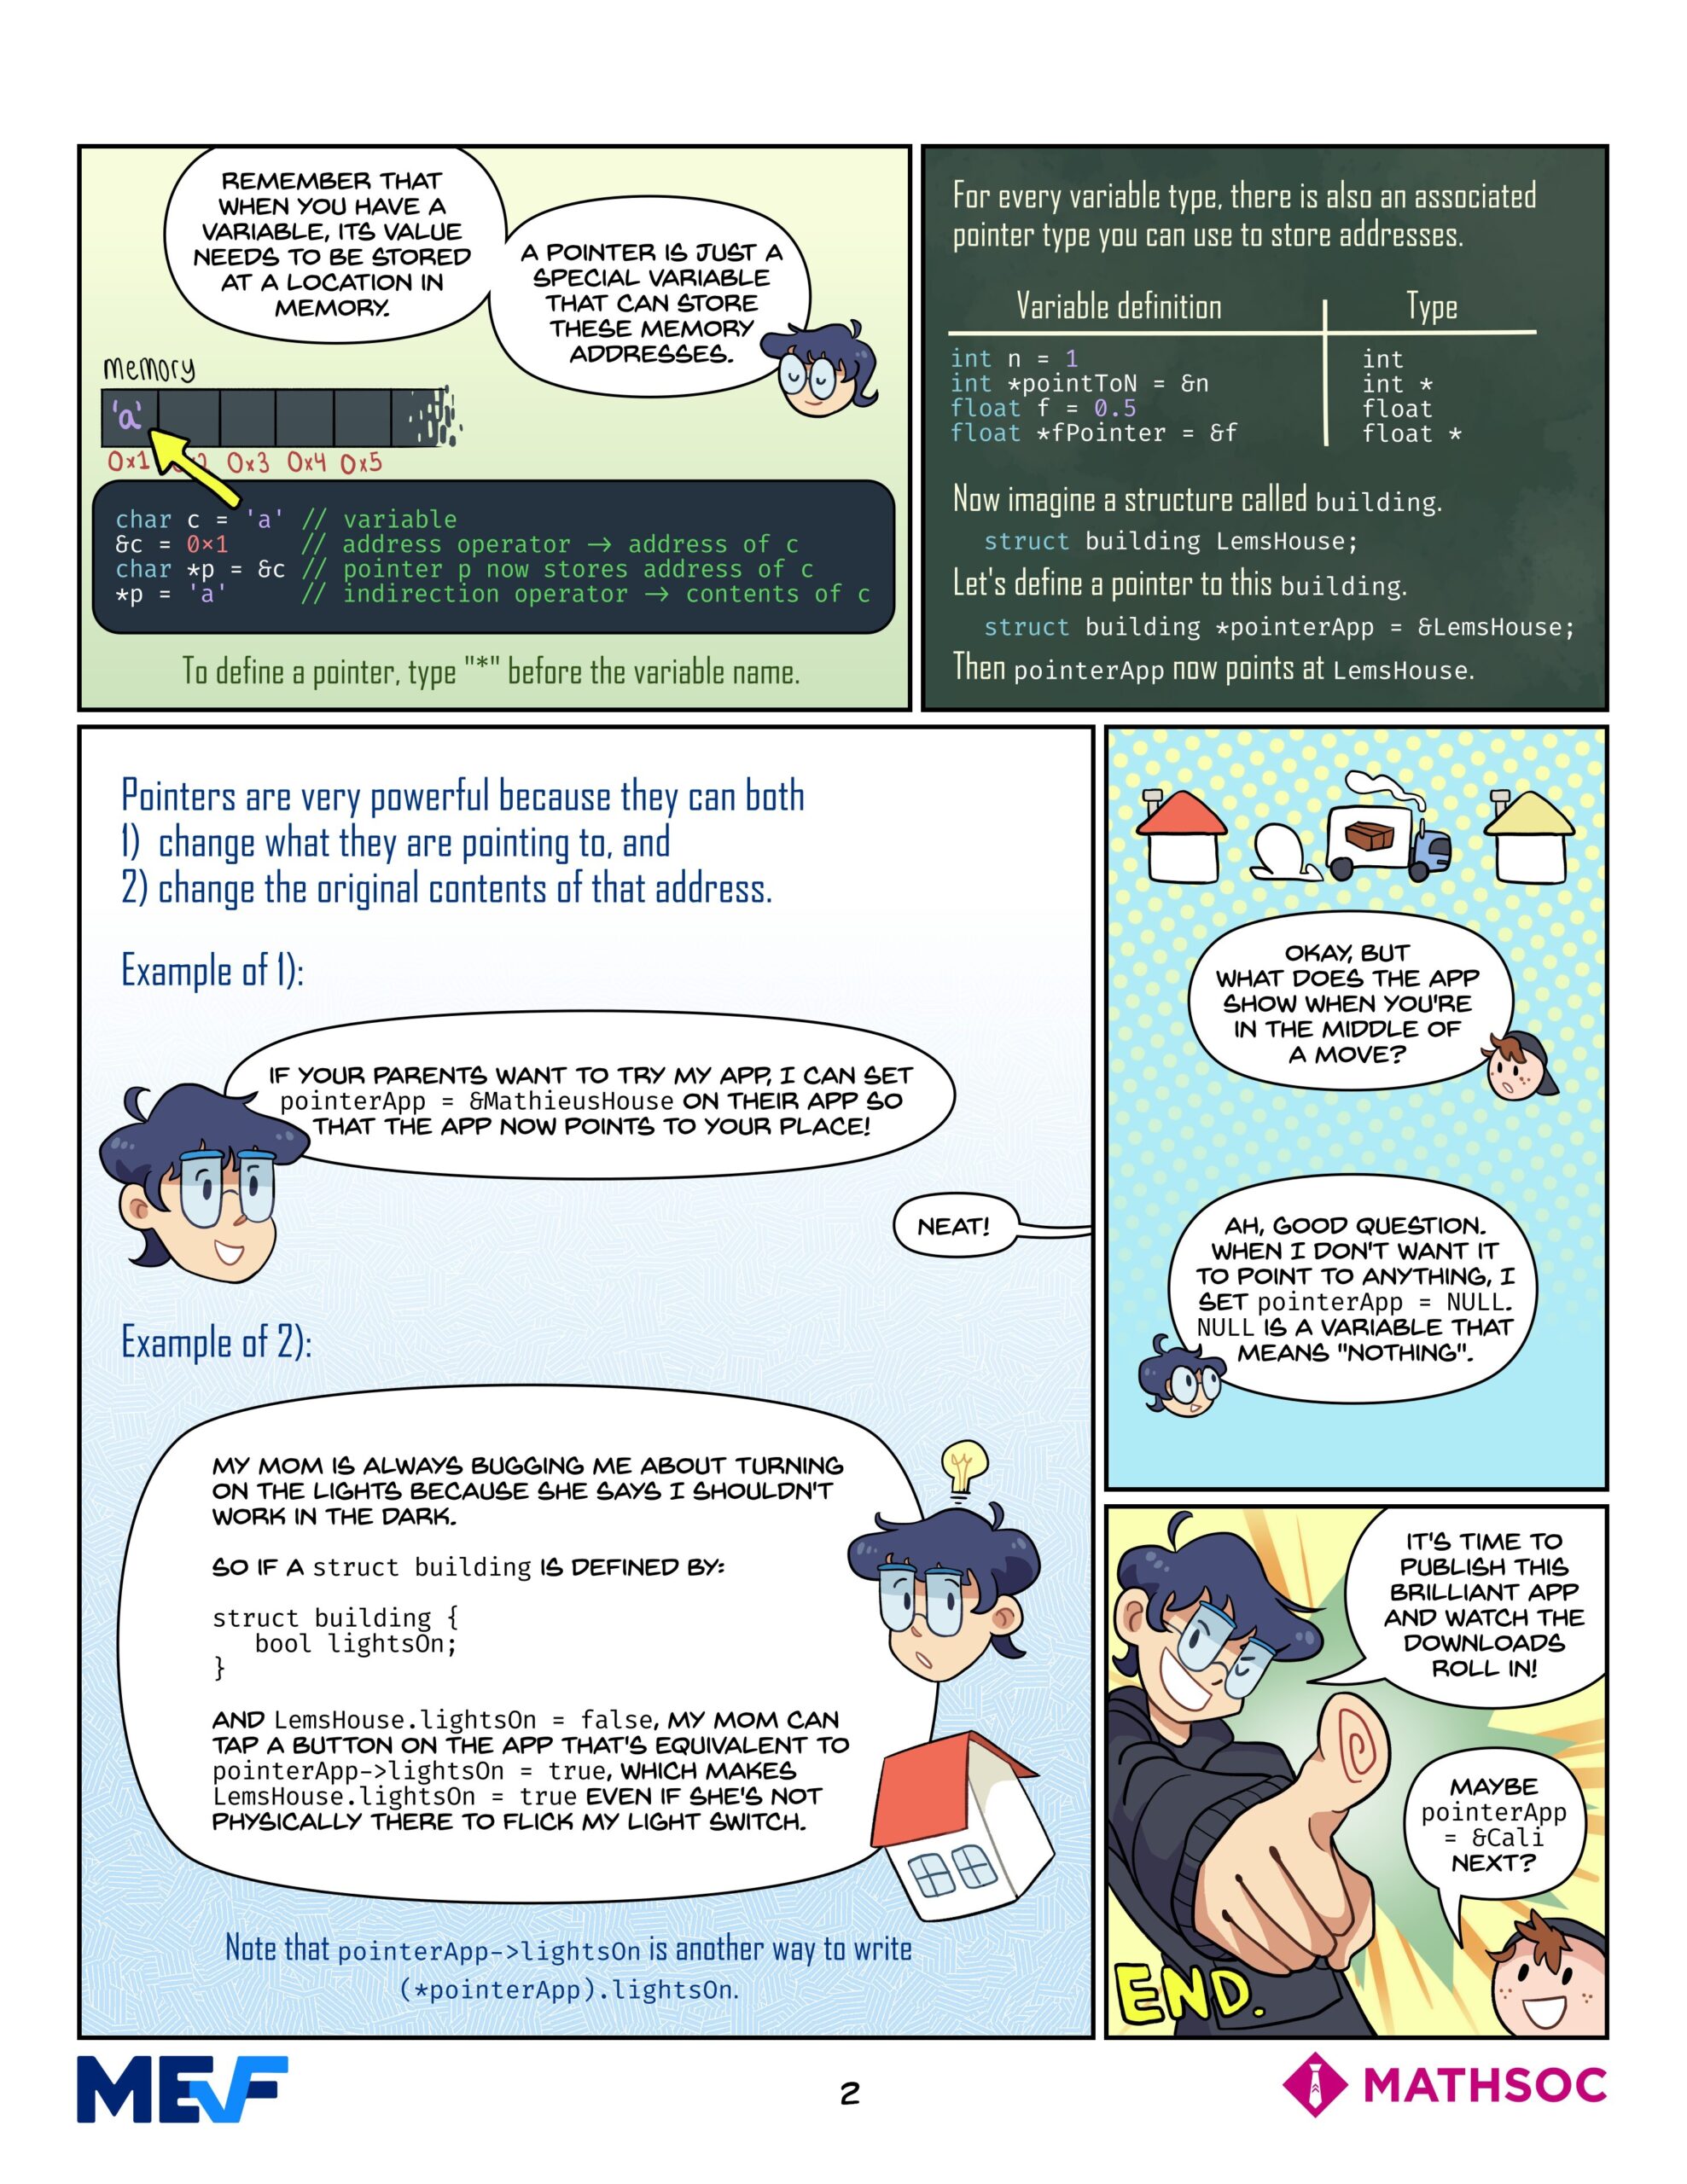 REMEMBER THAT
WHEN YOU HAVE A
VARIABLE, ITS VALUE
NEEDS TO BE STORED
AT A LOCATION IN
MEMORY.
A POINTER IS JUST A
SPECIAL VARIABLE
THAT CAN STORE
THESE MEMORY
ADDRESSES.
memory
'a'
0x1 0x2 0x3 0x4 0x5
char c = 'a' // variable
&c = 0×1 // address operator → address of c
char *p = &c // pointer p now stores address of c
*p = 'a' // indirection operator → contents of c
To define a pointer, type "*" before the variable name.
For every variable type, there is also an associated
pointer type you can use to store addresses.
Variable definition Type
int n = 1 int
int *pointToN = &n int *
float f = 0.5 float
float *fPointer = &f float *
Now imagine a structure called building.
struct building LemsHouse;
Let's define a pointer to this building.
struct building *pointerApp = &LemsHouse;
Then pointerApp now points at LemsHouse.
Pointers are very powerful because they can both
1) change what they are pointing to, and
2) change the original contents of that address.
Example of 1):
IF YOUR PARENTS WANT TO TRY MY APP, I CAN SET
pointerApp = &MathieusHouse ON THEIR APP SO
THAT THE APP NOW POINTS TO YOUR PLACE!
NEAT!
Example of 2):
MY MOM IS ALWAYS BUGGING ME ABOUT TURNING
ON THE LIGHTS BECAUSE SHE SAYS I SHOULDN'T
WORK IN THE DARK.
SO IF A struct building IS DEFINED BY:
struct building {
bool lightsOn;
}
AND LemsHouse.lightsOn = false, MY MOM CAN
TAP A BUTTON ON THE APP THAT'S EQUIVALENT TO
pointerApp->lightsOn = true, WHICH MAKES
LemsHouse.lightsOn = true EVEN IF SHE'S NOT
PHYSICALLY THERE TO FLICK MY LIGHT SWITCH.
Note that pointerApp->lightsOn is another way to write
(*pointerApp).lightsOn.
OKAY, BUT
WHAT DOES THE APP
SHOW WHEN YOU'RE
IN THE MIDDLE OF
A MOVE?
AH, GOOD QUESTION.
WHEN I DON'T WANT IT
TO POINT TO ANYTHING, I
SET pointerApp = NULL.
NULL IS A VARIABLE THAT
MEANS "NOTHING".
IT'S TIME TO
PUBLISH THIS
BRILLIANT APP
AND WATCH THE
DOWNLOADS
ROLL IN!
MAYBE
pointerApp
= &Cali
NEXT?
END.
MEF
2
MATHSOC